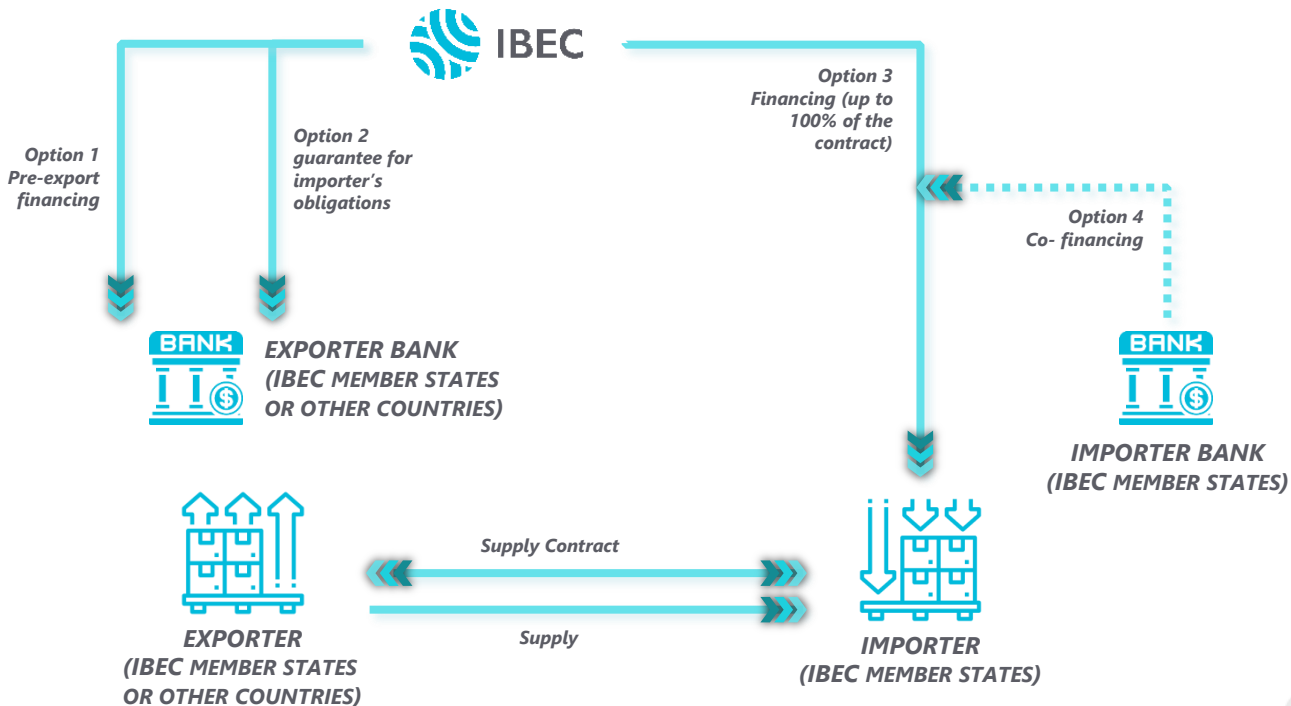 IBEC
Option 1
Pre-export
financing
Option 2
guarantee for
importer's
obligations
Option 3
Financing (up to
100% of the
contract)
Option 4
Co- financing
BANK
EXPORTER BANK
(IBEC MEMBER STATES
OR OTHER COUNTRIES)
BANK
IMPORTER BANK
(IBEC MEMBER STATES)
Supply Contract
Supply
EXPORTER
(IBEC MEMBER STATES
OR OTHER COUNTRIES)
IMPORTER
(IBEC MEMBER STATES)